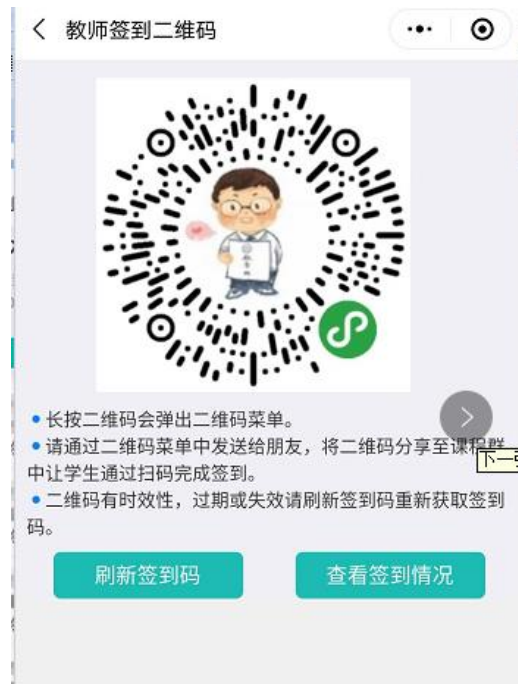 教师签到二维码
•长按二维码会弹出二维码菜单。
•请通过二维码菜单中发送给朋友，将二维码分享至课程群
中让学生通过扫码完成签到。
•二维码有时效性，过期或失效请刷新签到码重新获取签到
码。
下一
刷新签到码
查看签到情况